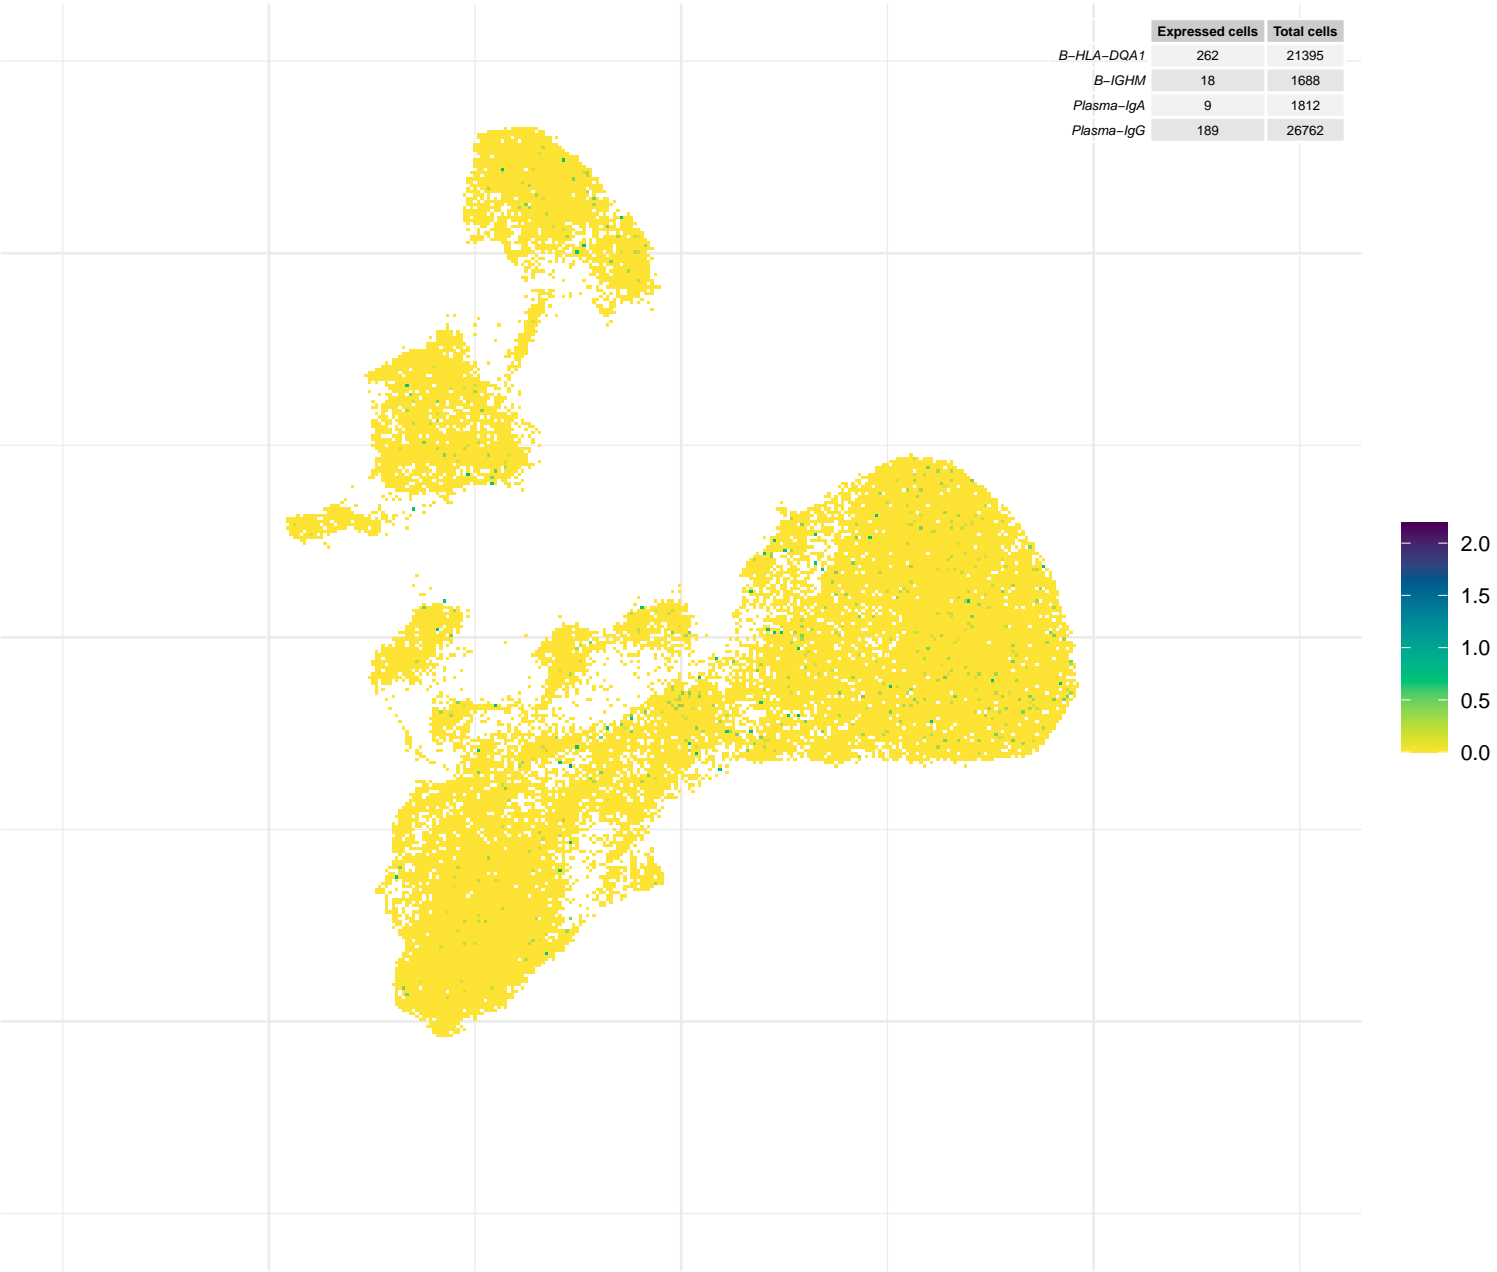 Expressed cells Total cells
B−HLA−DQA1 262 21395
B−IGHM 18 1688
Plasma−IgA 9 1812
Plasma−IgG 189 26762
2.0
1.5
1.0
0.5
0.0